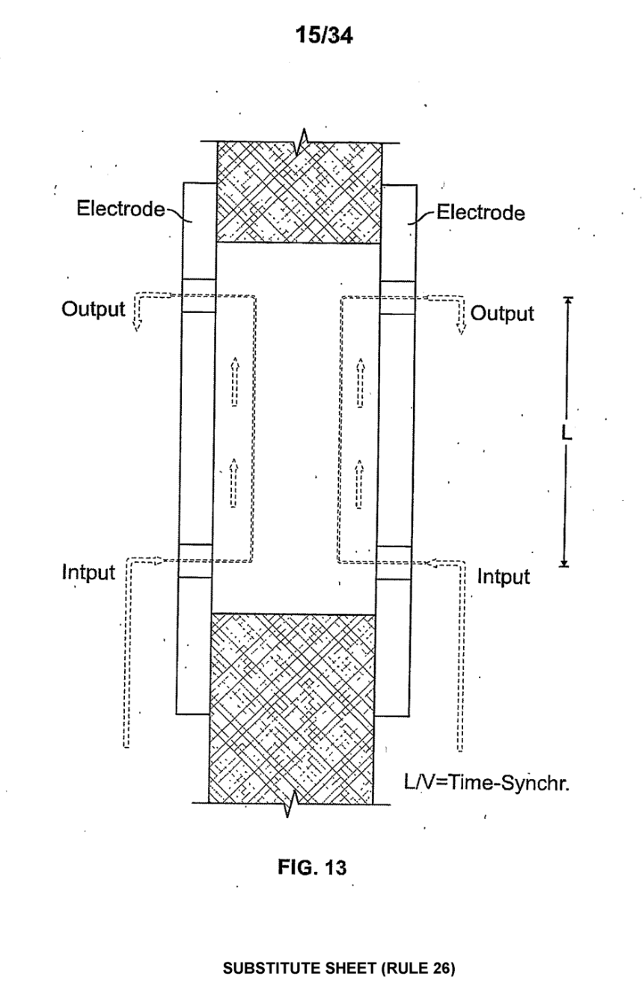 15/34
Electrode
Electrode
Output
Output
L
Intput
Intput
L/V=Time-Synchr.
FIG. 13
SUBSTITUTE SHEET (RULE 26)